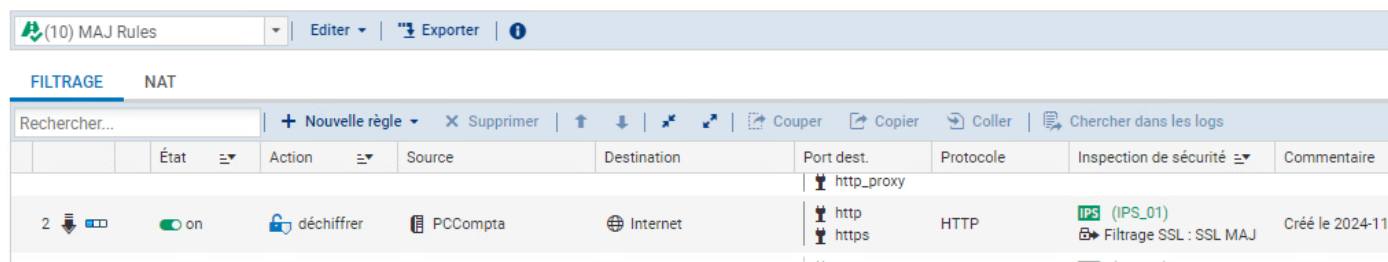 (10) MAJ Rules Editer Exporter
FILTRAGE NAT
Rechercher... Nouvelle règle Supprimer Couper Copier Coller Chercher dans les logs
État Action Source Destination Port dest. Protocole Inspection de sécurité Commentaire
http_proxy
2 on déchiffrer PCCompta Internet http HTTP IPS (IPS_01) Créé le 2024-11
https Filtrage SSL : SSL MAJ